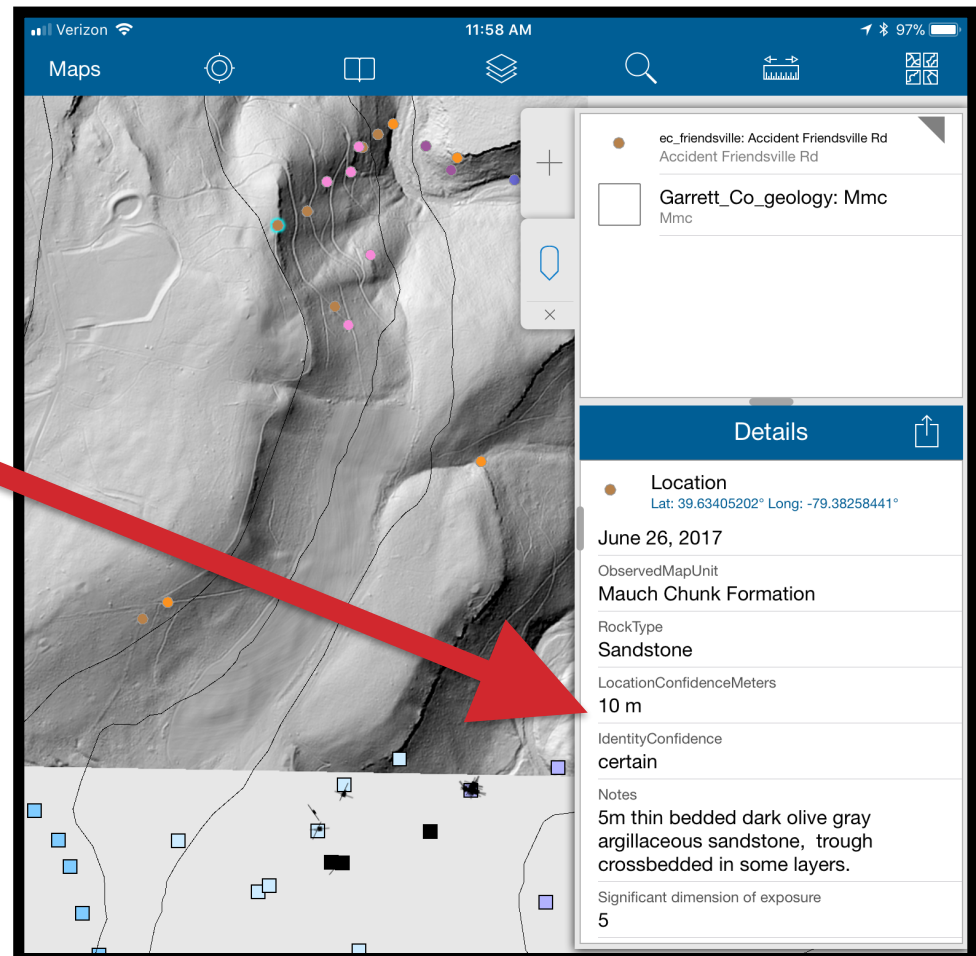 Verizon 11:58 AM 97%
Maps
ec_friendsville: Accident Friendsville Rd
Accident Friendsville Rd
Garrett_Co_geology: Mmc
Mmc
Details
Location
Lat: 39.63405202° Long: -79.38258441°
June 26, 2017
ObservedMapUnit
Mauch Chunk Formation
RockType
Sandstone
LocationConfidenceMeters
10 m
IdentityConfidence
certain
Notes
5m thin bedded dark olive gray
argillaceous sandstone, trough
crossbedded in some layers.
Significant dimension of exposure
5